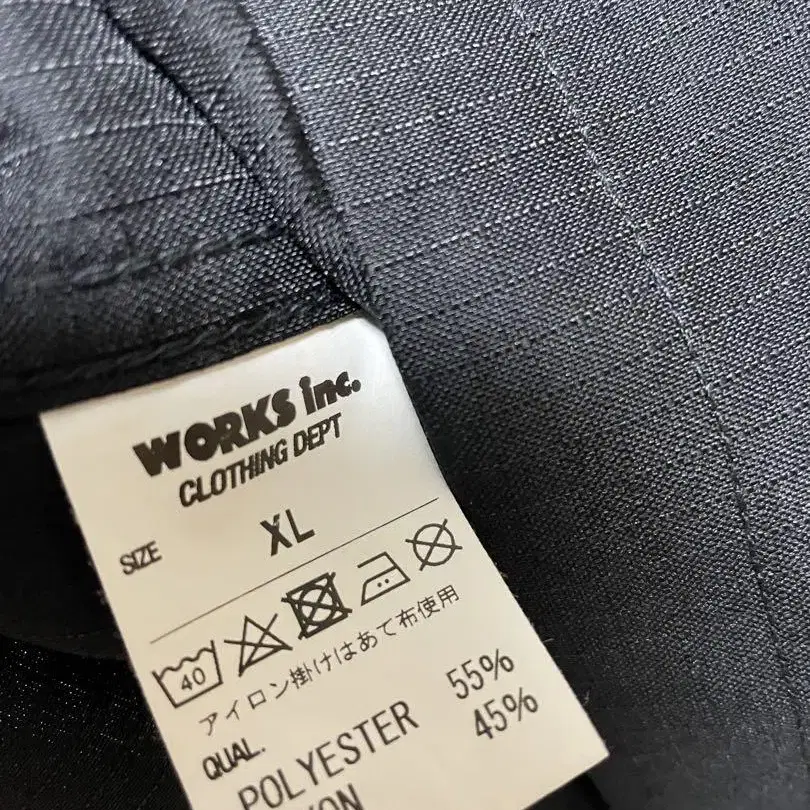 WORKS inc.
CLOTHING DEPT
SIZE XL
40
アイロン掛けはあて布使用
QUAL.
POLYESTER 55%
45%